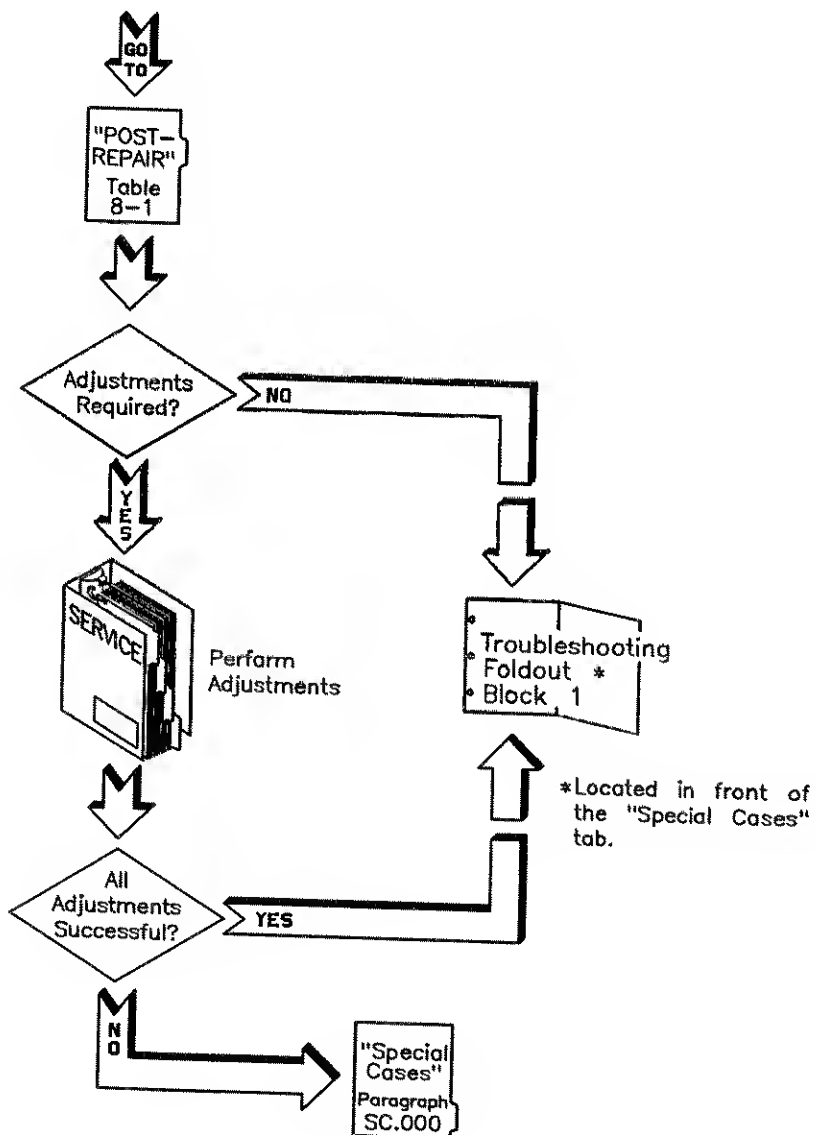 GO
TO
"POST-
REPAIR"
Table
8-1
Adjustments
Required?
NO
YES
SERVICE
Perform
Adjustments
Troubleshooting
Foldout *
Block 1
*Located in front of
the "Special Cases"
tab.
All
Adjustments
Successful?
YES
NO
"Special
Cases"
Paragraph
SC.000